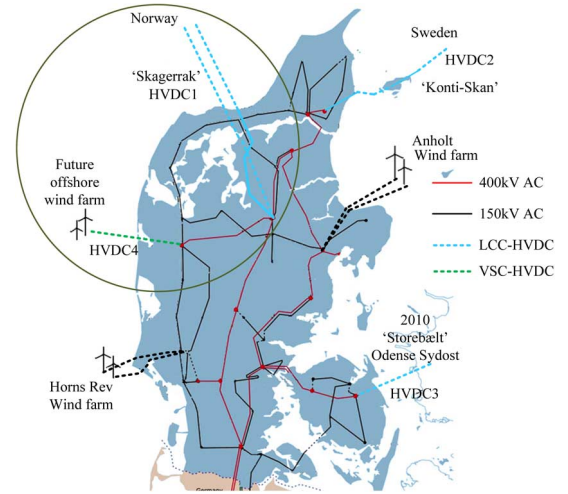 Norway
Sweden
'Skagerrak'
HVDC1
HVDC2
'Konti-Skan'
Anholt
Wind farm
Future
offshore
wind farm
400kV AC
150kV AC
HVDC4
LCC-HVDC
VSC-HVDC
2010
'Storebælt'
Odense Sydost
Horns Rev
Wind farm
HVDC3
Germany